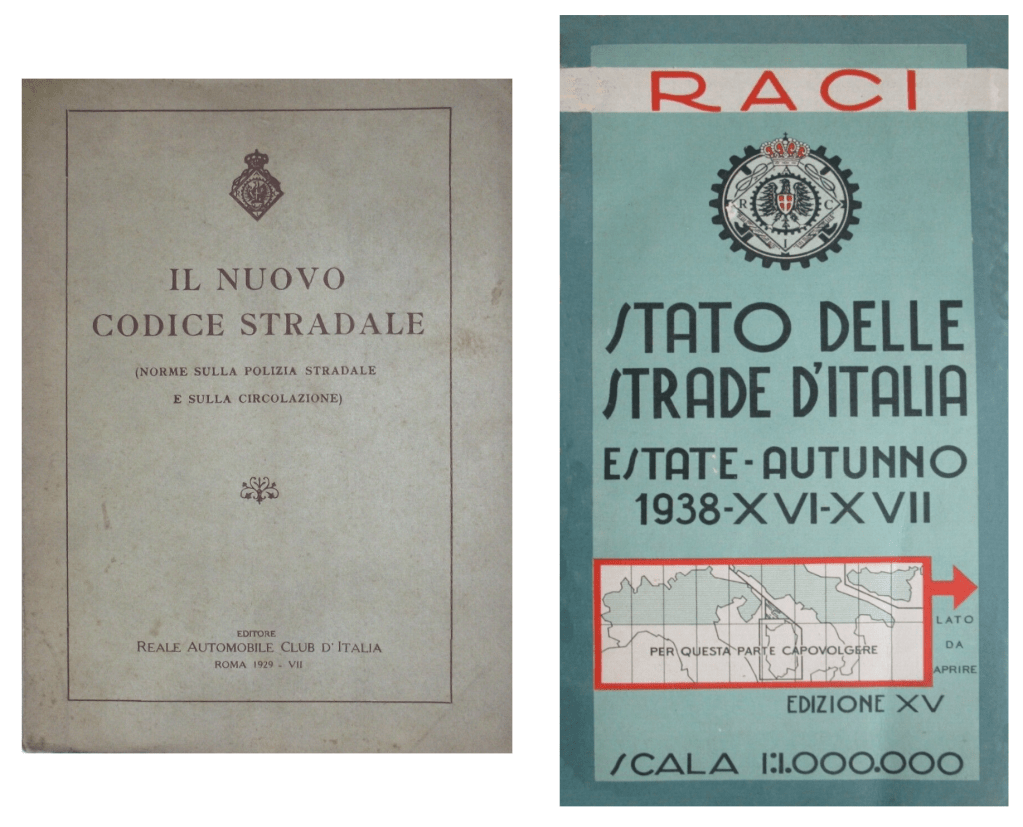 IL NUOVO
CODICE STRADALE
(NORME SULLA POLIZIA STRADALE
E SULLA CIRCOLAZIONE)
EDITORE
REALE AUTOMOBILE CLUB D'ITALIA
ROMA 1929 - VII
RACI
R C
I
STATO DELLE
STRADE D'ITALIA
ESTATE-AUTUNNO
1938-XVI-XVII
PER QUESTA PARTE CAPOVOLGERE
LATO
DA
APRIRE
EDIZIONE XV
SCALA 1:1.000.000